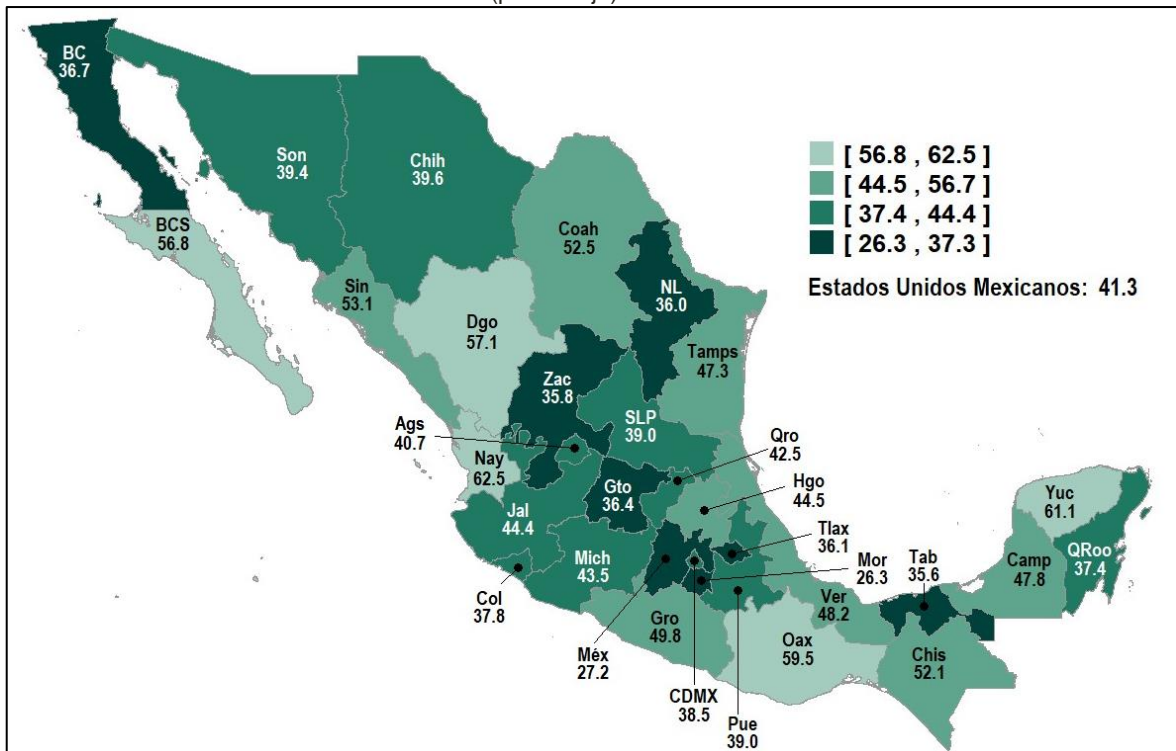 BC
36.7
Son
39.4
Chih
39.6
[ 56.8 , 62.5 ]
[ 44.5 , 56.7 ]
[ 37.4 , 44.4 ]
[ 26.3 , 37.3 ]
Estados Unidos Mexicanos: 41.3
BCS
56.8
Coah
52.5
Sin
53.1
NL
36.0
Dgo
57.1
Tamps
47.3
Zac
35.8
SLP
39.0
Ags
40.7
Qro
42.5
Nay
62.5
Gto
36.4
Hgo
44.5
Yuc
61.1
Jal
44.4
Tlax
36.1
Mich
43.5
Mor
26.3
Tab
35.6
Camp
47.8
QRoo
37.4
Col
37.8
Ver
48.2
Gro
49.8
Méx
27.2
Oax
59.5
Chis
52.1
CDMX
38.5
Pue
39.0